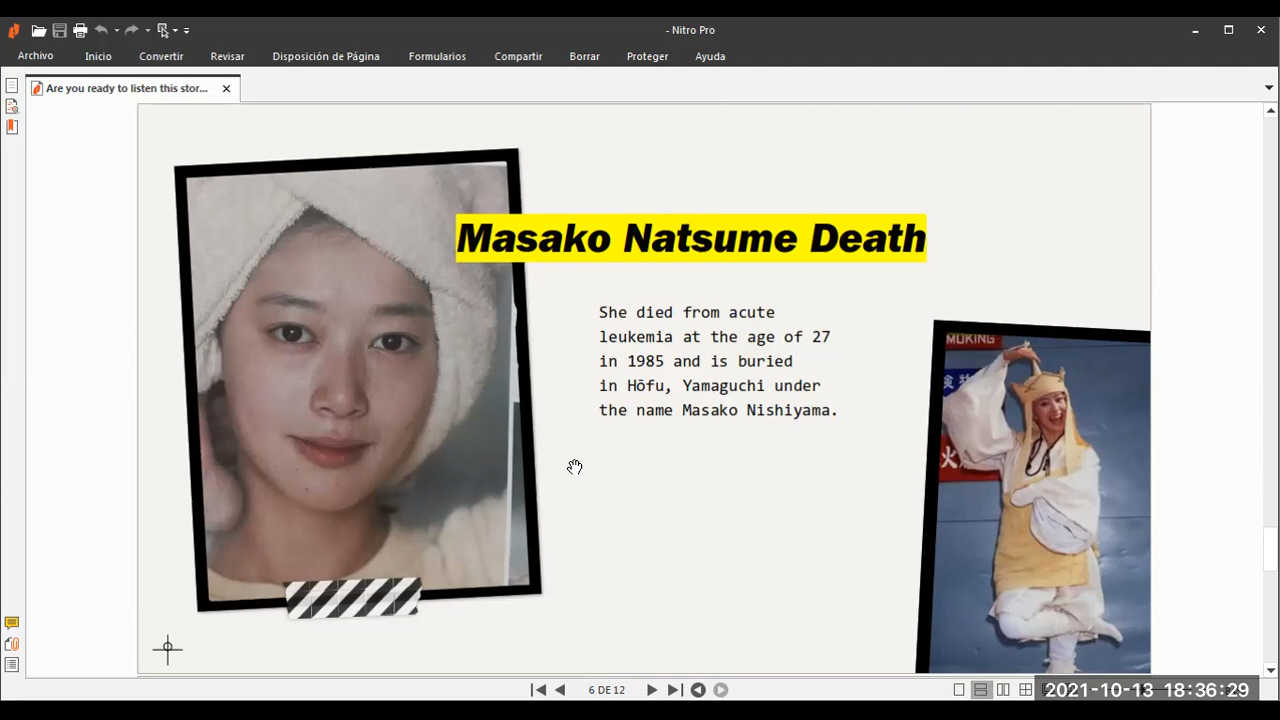 - Nitro Pro
Archivo Inicio Convertir Revisar Disposición de Página Formularios Compartir Borrar Proteger Ayuda
Are you ready to listen this stor...
Masako Natsume Death
She died from acute
leukemia at the age of 27
in 1985 and is buried
in Hōfu, Yamaguchi under
the name Masako Nishiyama.
MOKING
火
6 DE 12
2021-10-13 18:36:29